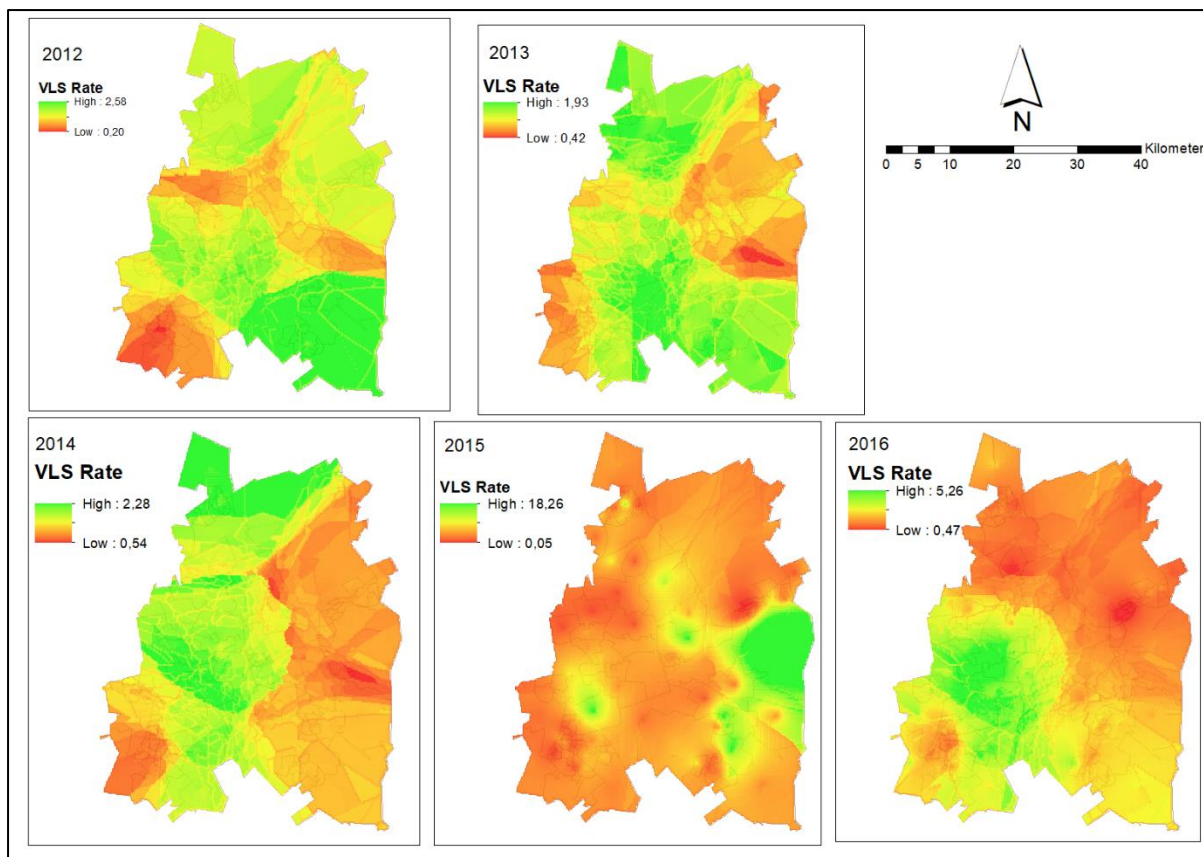 2012
VLS Rate
High : 2,58
Low : 0,20
2013
VLS Rate
High : 1,93
Low : 0,42
N
Kilometer
0 5 10 20 30 40
2014
VLS Rate
High : 2,28
Low : 0,54
2015
VLS Rate
High : 18,26
Low : 0,05
2016
VLS Rate
High : 5,26
Low : 0,47